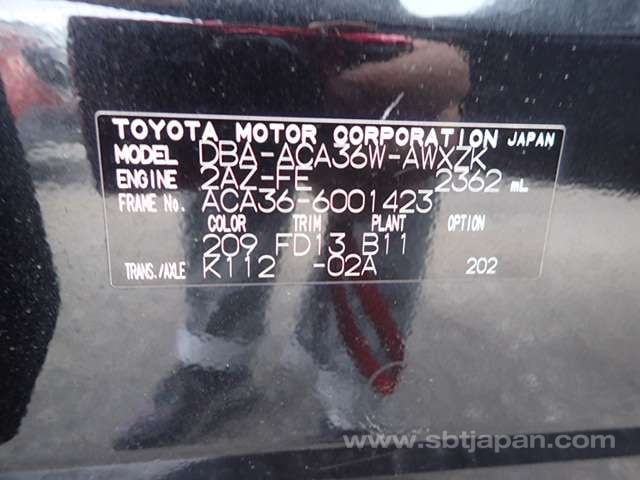 TOYOTA MOTOR CORPORATION JAPAN
MODEL DBA-ACA36W-AWXZK
ENGINE 2AZ-FE 2362 mL
FRAME No. ACA36-6001423
COLOR TRIM PLANT OPTION
209 FD13 B11
TRANS./AXLE K112 -02A 202
www.sbtjapan.com